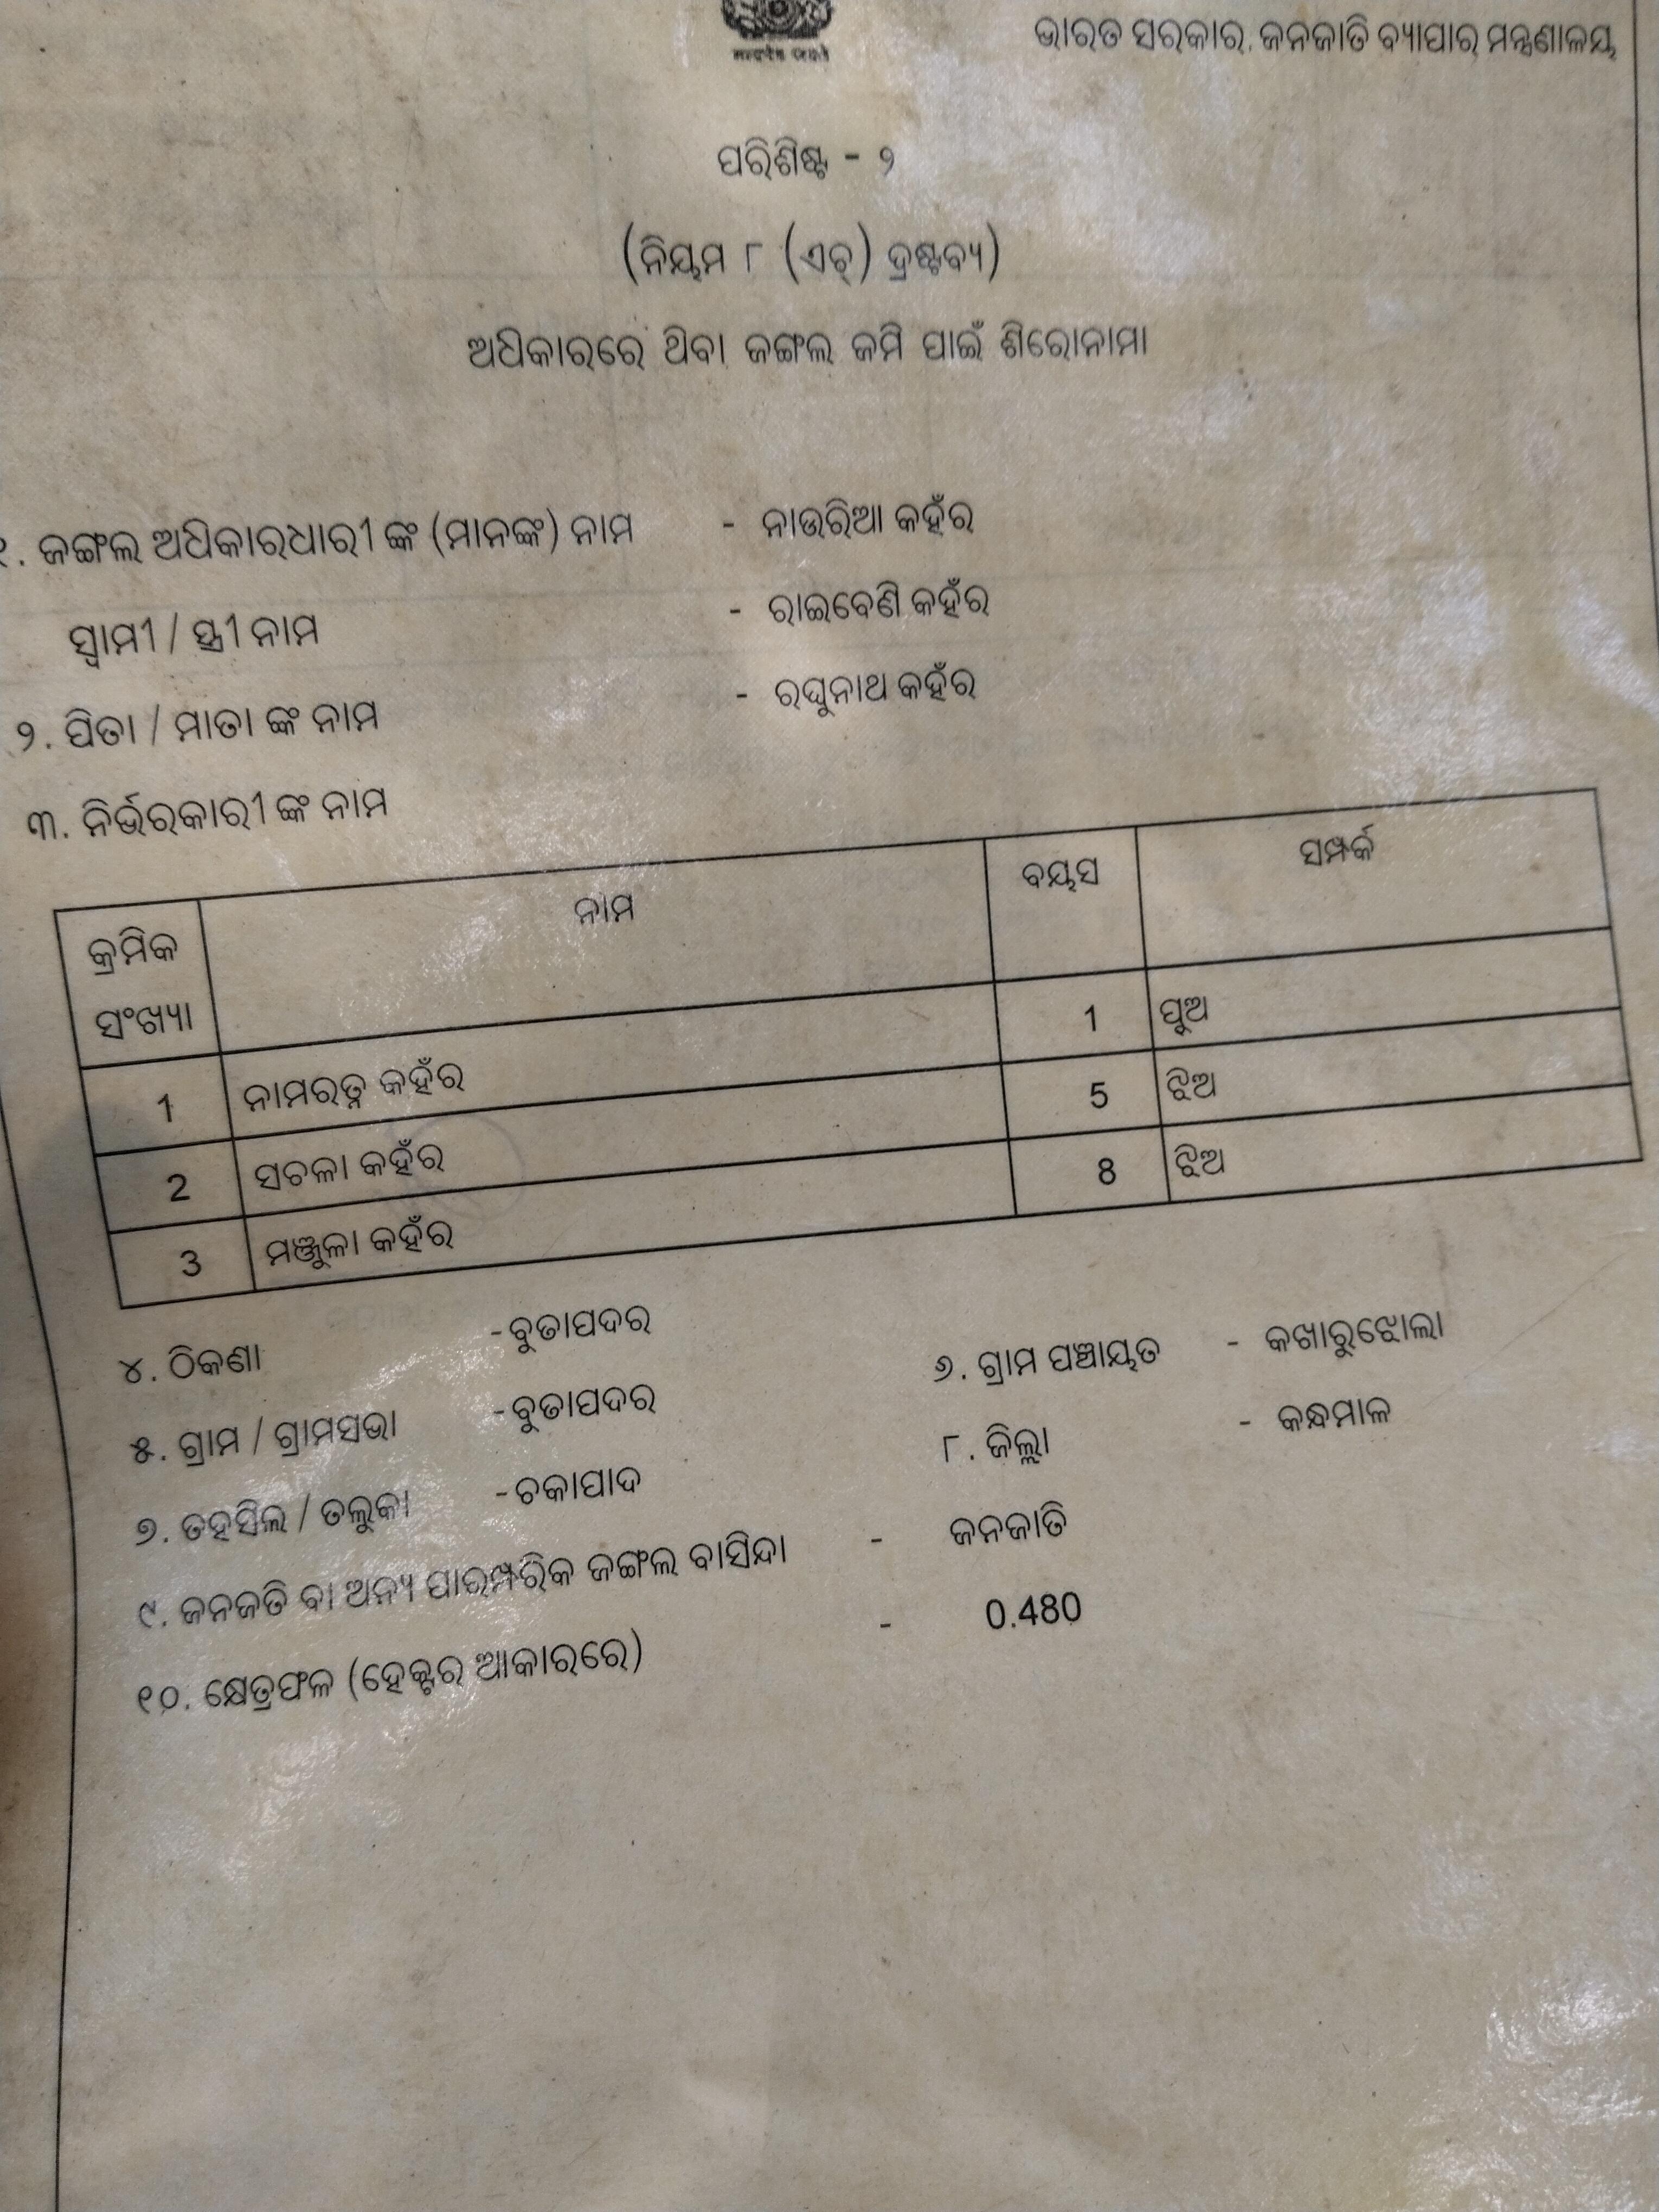 सत्यमेव जयते
ଭାରତ ସରକାର, ଜନଜାତି ବ୍ୟାପାର ମନ୍ତ୍ରଣାଳୟ
ପରିଶିଷ୍ଟ - ୨
(ନିୟମ ୮ (ଏଚ୍) ଦ୍ରଷ୍ଟବ୍ୟ)
ଅଧିକାରରେ ଥିବା ଜଙ୍ଗଲ ଜମି ପାଇଁ ଶିରୋନାମା
୧. ଜଙ୍ଗଲ ଅଧିକାରଧାରୀ ଙ୍କ (ମାନଙ୍କ) ନାମ - ନାଉରିଆ କହଁର
ସ୍ୱାମୀ / ସ୍ତ୍ରୀ ନାମ - ରାଇବେଣି କହଁର
୨. ପିତା / ମାତା ଙ୍କ ନାମ - ରଘୁନାଥ କହଁର
୩. ନିର୍ଭରକାରୀ ଙ୍କ ନାମ
କ୍ରମିକ ସଂଖ୍ୟା ନାମ ବୟସ ସମ୍ପର୍କ
1 ନାମରତ୍ନ କହଁର 1 ପୁଅ
2 ସଚଳା କହଁର 5 ଝିଅ
3 ମଞ୍ଜୁଳା କହଁର 8 ଝିଅ
୪. ଠିକଣା - ବୁତାପଦର
୫. ଗ୍ରାମ / ଗ୍ରାମସଭା - ବୁତାପଦର ୬. ଗ୍ରାମ ପଞ୍ଚାୟତ - କଖାରୁଝୋଲା
୭. ତହସିଲ / ତଲୁକା - ଚକାପାଦ ୮. ଜିଲ୍ଲା - କନ୍ଧମାଳ
୯. ଜନଜତି ବା ଅନ୍ୟ ପାରମ୍ପରିକ ଜଙ୍ଗଲ ବାସିନ୍ଦା - ଜନଜାତି
୧୦. କ୍ଷେତ୍ରଫଳ (ହେକ୍ଟର ଆକାରରେ) - 0.480